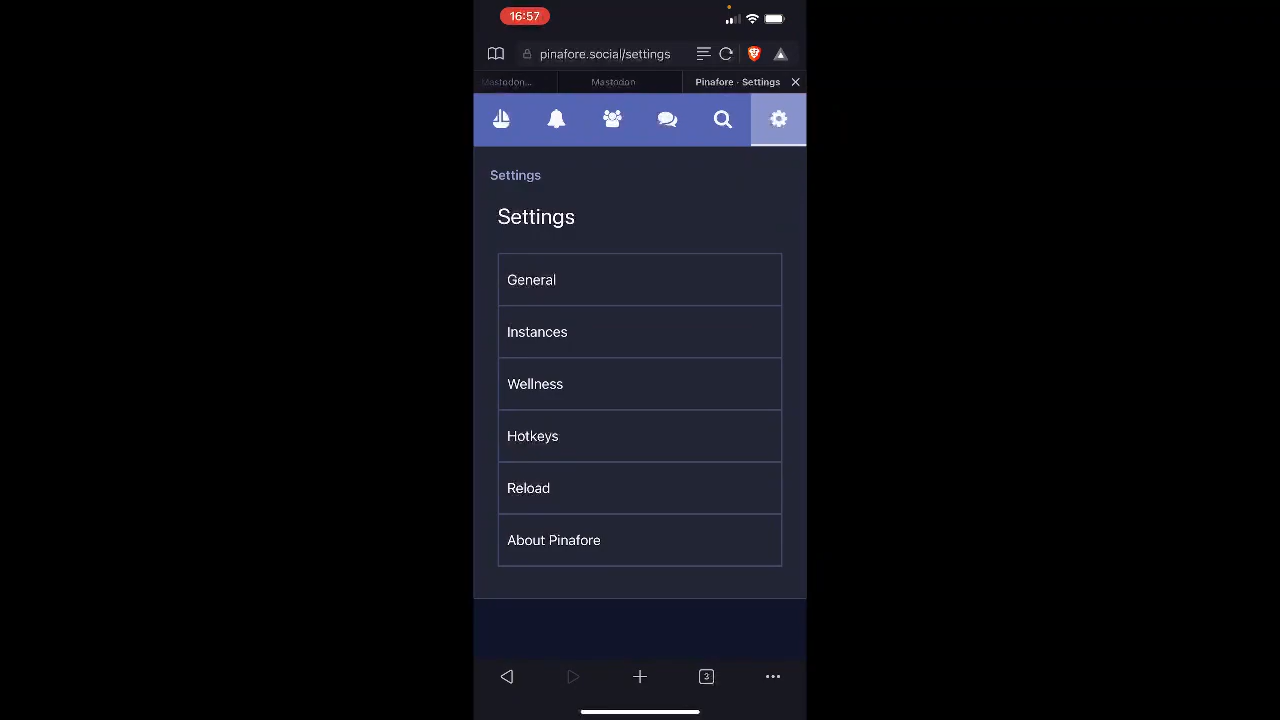 16:57
pinafore.social/settings
Mastodon...
Mastodon
Pinafore · Settings
Settings
Settings
General
Instances
Wellness
Hotkeys
Reload
About Pinafore
3